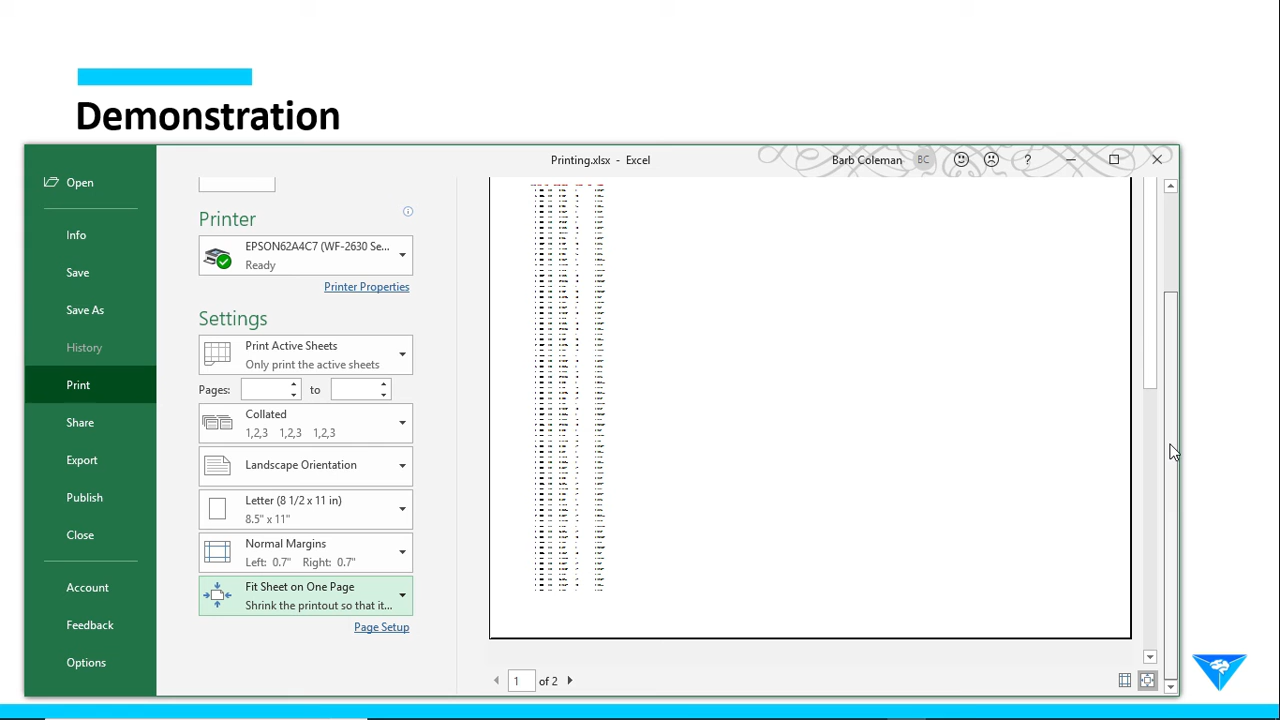 Demonstration
Printing.xlsx - Excel
Barb Coleman
BC
?
Open
Info
Save
Save As
History
Print
Share
Export
Publish
Close
Account
Feedback
Options
Printer
EPSON62A4C7 (WF-2630 Se...
Ready
Printer Properties
Settings
Print Active Sheets
Only print the active sheets
Pages:
to
Collated
1,2,3 1,2,3 1,2,3
Landscape Orientation
Letter (8 1/2 x 11 in)
8.5" x 11"
Normal Margins
Left: 0.7" Right: 0.7"
Fit Sheet on One Page
Shrink the printout so that it...
Page Setup
1 of 2